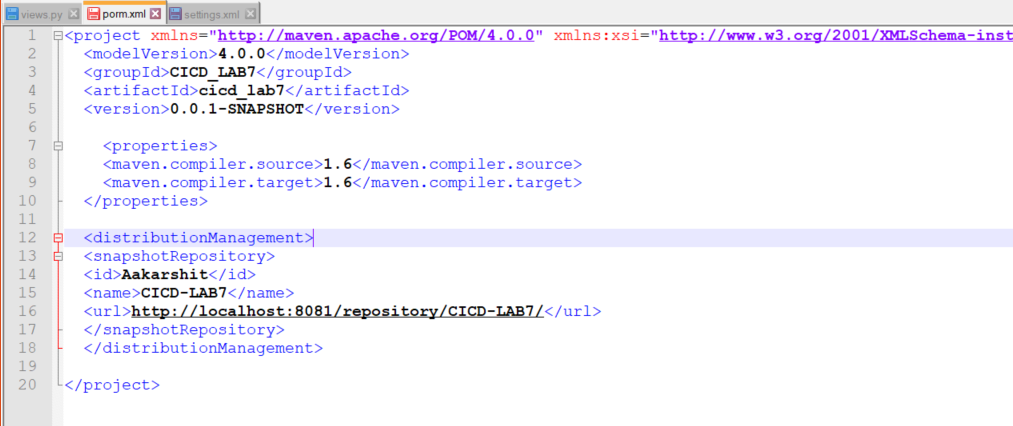 views.py porm.xml settings.xml
1 <project xmlns="http://maven.apache.org/POM/4.0.0" xmlns:xsi="http://www.w3.org/2001/XMLSchema-inst
2 <modelVersion>4.0.0</modelVersion>
3 <groupId>CICD_LAB7</groupId>
4 <artifactId>cicd_lab7</artifactId>
5 <version>0.0.1-SNAPSHOT</version>
6
7 <properties>
8 <maven.compiler.source>1.6</maven.compiler.source>
9 <maven.compiler.target>1.6</maven.compiler.target>
10 </properties>
11
12 <distributionManagement>
13 <snapshotRepository>
14 <id>Aakarshit</id>
15 <name>CICD-LAB7</name>
16 <url>http://localhost:8081/repository/CICD-LAB7/</url>
17 </snapshotRepository>
18 </distributionManagement>
19
20 </project>